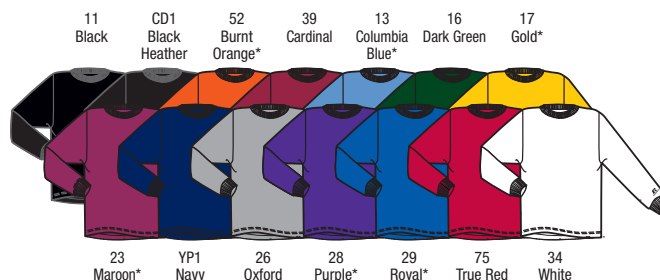 11
Black
CD1
Black
Heather
52
Burnt
Orange*
39
Cardinal
13
Columbia
Blue*
16
Dark Green
17
Gold*
23
Maroon*
YP1
Navy
26
Oxford
28
Purple*
29
Royal*
75
True Red
34
White